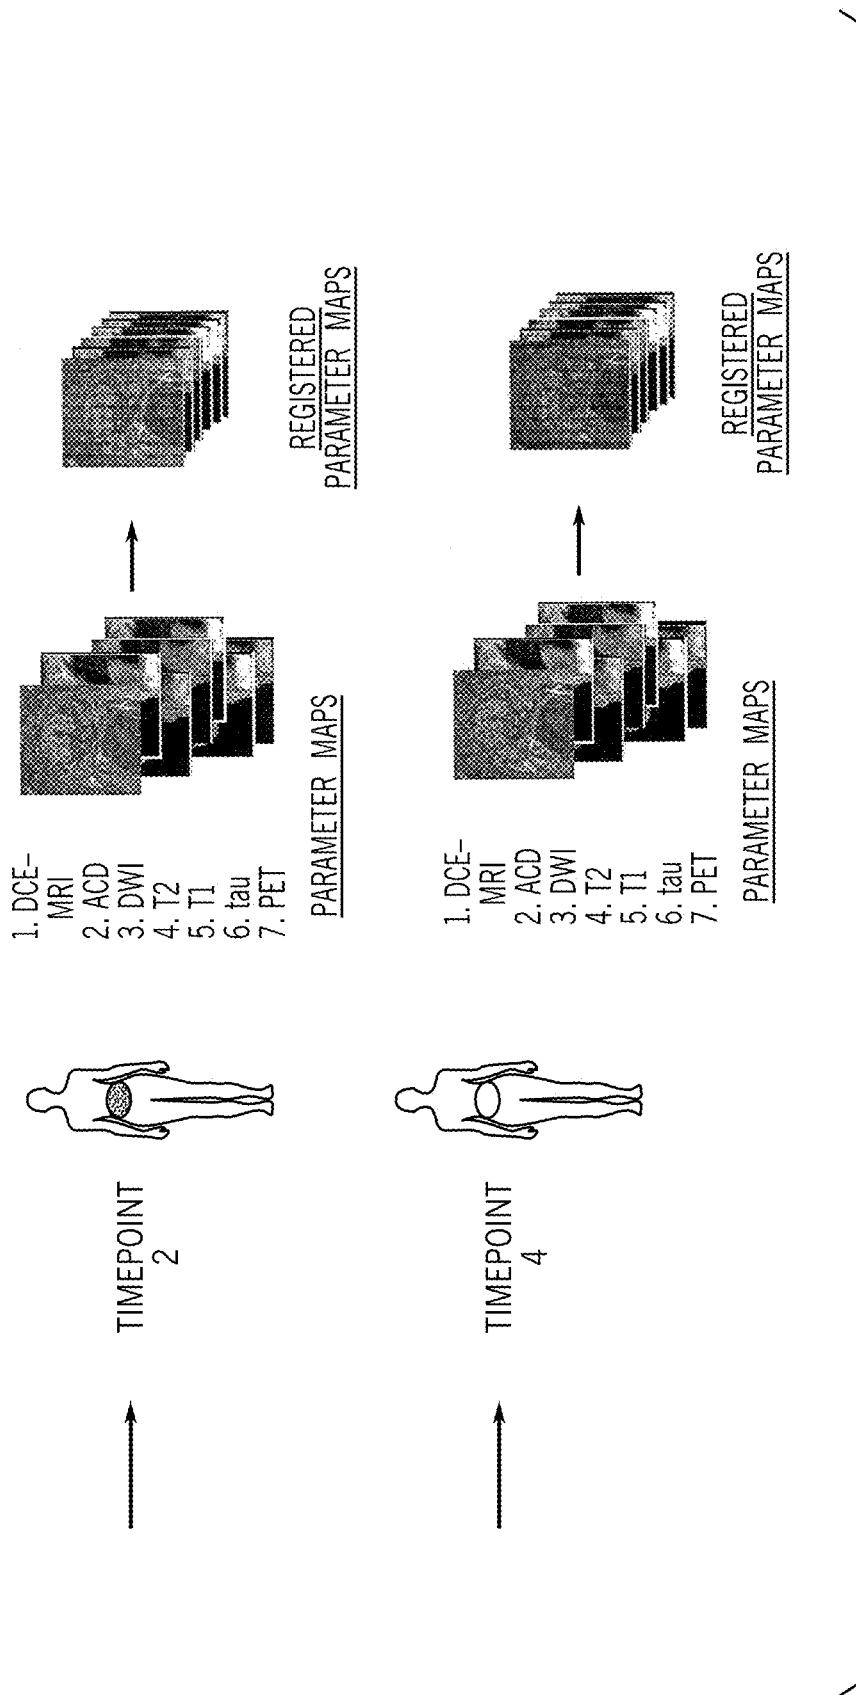 TIMEPOINT
2
1. DCE–
MRI
2. ACD
3. DWI
4. T2
5. T1
6. tau
7. PET
PARAMETER MAPS
REGISTERED
PARAMETER MAPS
TIMEPOINT
4
1. DCE–
MRI
2. ACD
3. DWI
4. T2
5. T1
6. tau
7. PET
PARAMETER MAPS
REGISTERED
PARAMETER MAPS